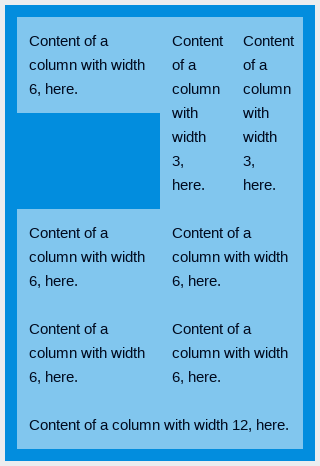 Content of a
column with width
6, here.
Content
of a
column
with
width
3,
here.
Content
of a
column
with
width
3,
here.
Content of a
column with width
6, here.
Content of a
column with width
6, here.
Content of a
column with width
6, here.
Content of a
column with width
6, here.
Content of a column with width 12, here.